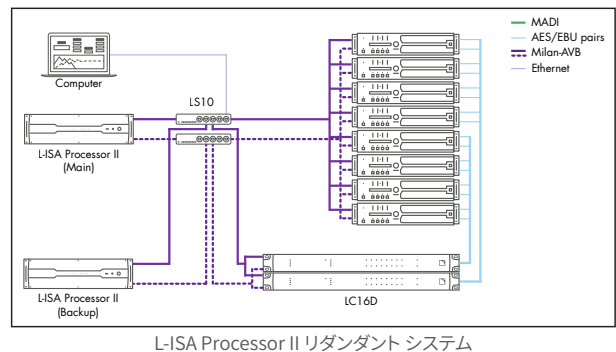 MADI
AES/EBU pairs
Milan-AVB
Ethernet
Computer
LS10
L-ISA Processor II
(Main)
L-ISA Processor II
(Backup)
LC16D
L-ISA Processor II リダンダント システム